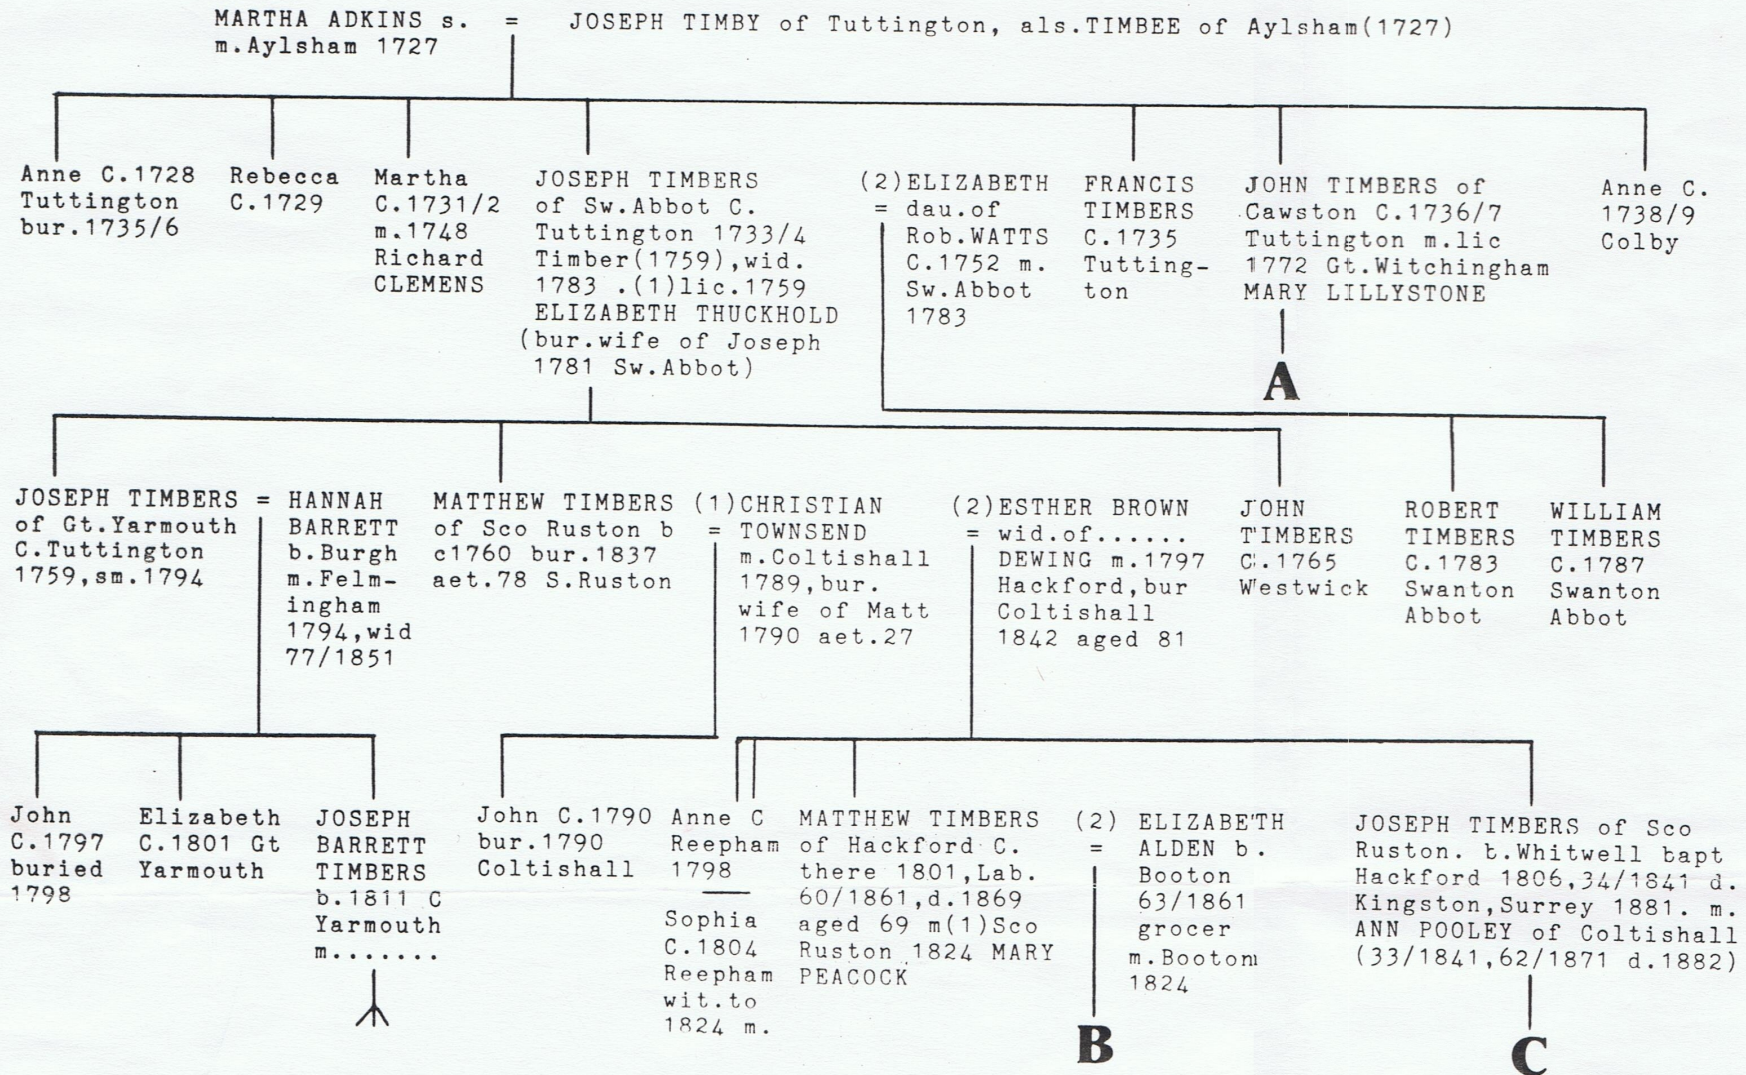 MARTHA ADKINS s. = JOSEPH TIMBY of Tuttington, als.TIMBEE of Aylsham(1727)
m.Aylsham 1727
Anne C.1728
Tuttington
bur.1735/6
Rebecca
C.1729
Martha
C.1731/2
m.1748
Richard
CLEMENS
JOSEPH TIMBERS
of Sw.Abbot C.
Tuttington 1733/4
Timber(1759),wid.
1783 .(1)lic.1759
ELIZABETH THUCKHOLD
(bur.wife of Joseph
1781 Sw.Abbot)
(2)ELIZABETH
= dau.of
Rob.WATTS
C.1752 m.
Sw.Abbot
1783
FRANCIS
TIMBERS
C.1735
Tutting-
ton
JOHN TIMBERS of
Cawston C.1736/7
Tuttington m.lic
1772 Gt.Witchingham
MARY LILLYSTONE
A
Anne C.
1738/9
Colby
JOSEPH TIMBERS =
of Gt.Yarmouth
C.Tuttington
1759,sm.1794
HANNAH
BARRETT
b.Burgh
m.Felm-
ingham
1794,wid
77/1851
MATTHEW TIMBERS
of Sco Ruston b
c1760 bur.1837
aet.78 S.Ruston
(1)CHRISTIAN
= TOWNSEND
m.Coltishall
1789,bur.
wife of Matt
1790 aet.27
(2)ESTHER BROWN
= wid.of......
DEWING m.1797
Hackford,bur
Coltishall
1842 aged 81
JOHN
TIMBERS
C.1765
Westwick
ROBERT
TIMBERS
C.1783
Swanton
Abbot
WILLIAM
TIMBERS
C.1787
Swanton
Abbot
John
C.1797
buried
1798
Elizabeth
C.1801 Gt
Yarmouth
JOSEPH
BARRETT
TIMBERS
b.1811 C
Yarmouth
m.......
John C.1790
bur.1790
Coltishall
Anne C
Reepham
1798
Sophia
C.1804
Reepham
wit.to
1824 m.
MATTHEW TIMBERS
of Hackford C.
there 1801,Lab.
60/1861,d.1869
aged 69 m(1)Sco
Ruston 1824 MARY
PEACOCK
(2) ELIZABETH
= ALDEN b.
Booton
63/1861
grocer
m.Booton
1824
B
JOSEPH TIMBERS of Sco
Ruston. b.Whitwell bapt
Hackford 1806,34/1841 d.
Kingston,Surrey 1881. m.
ANN POOLEY of Coltishall
(33/1841,62/1871 d.1882)
C